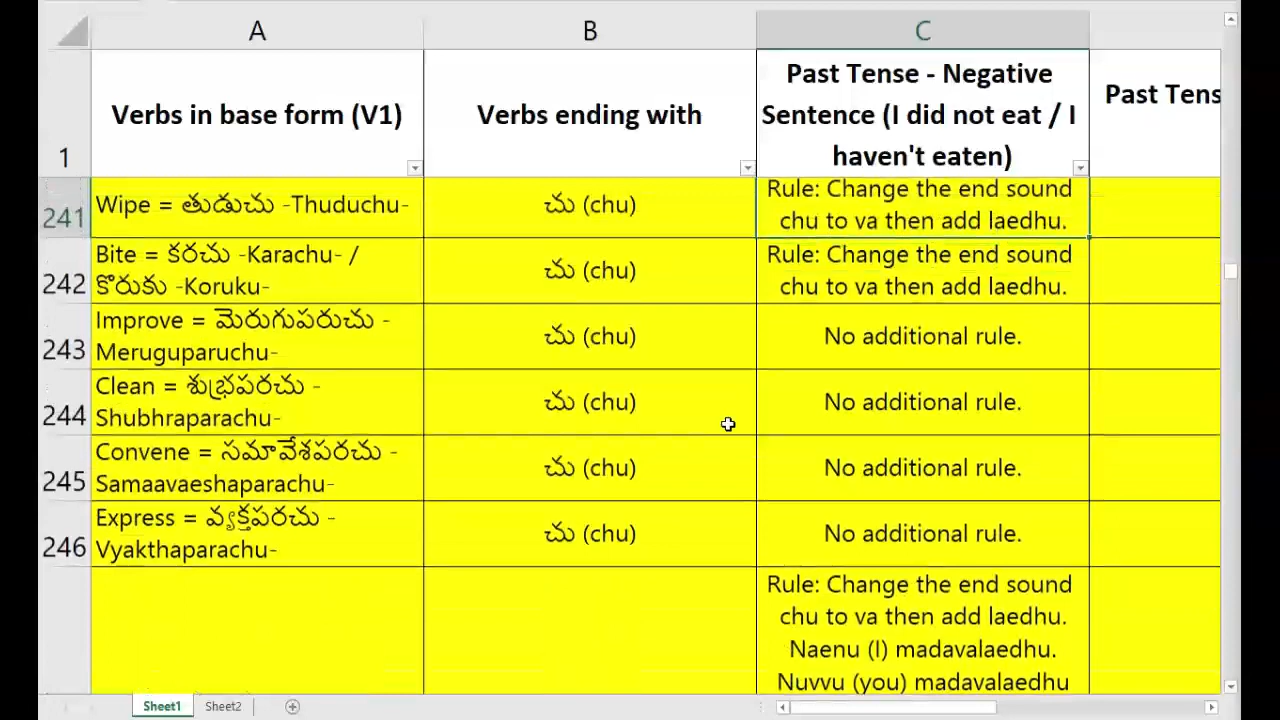 A B C
Verbs in base form (V1)
Verbs ending with
Past Tense - Negative
Sentence (I did not eat / I
haven't eaten)
Past Tens
1
241
Wipe = తుడుచు -Thuduchu-
చు (chu)
Rule: Change the end sound
chu to va then add laedhu.
242
Bite = కరచు -Karachu- /
కొరుకు -Koruku-
చు (chu)
Rule: Change the end sound
chu to va then add laedhu.
243
Improve = మెరుగుపరుచు -
Meruguparuchu-
చు (chu)
No additional rule.
244
Clean = శుభ్రపరచు -
Shubhraparachu-
చు (chu)
No additional rule.
245
Convene = సమావేశపరచు -
Samaavaeshaparachu-
చు (chu)
No additional rule.
246
Express = వ్యక్తపరచు -
Vyakthaparachu-
చు (chu)
No additional rule.
Rule: Change the end sound
chu to va then add laedhu.
Naenu (I) madavalaedhu.
Nuvvu (you) madavalaedhu
Sheet1 Sheet2